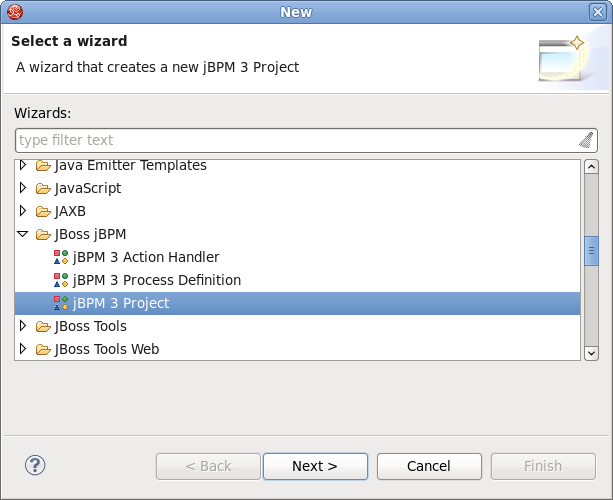 New
Select a wizard
A wizard that creates a new jBPM 3 Project
Wizards:
type filter text
Java Emitter Templates
JavaScript
JAXB
JBoss jBPM
jBPM 3 Action Handler
jBPM 3 Process Definition
jBPM 3 Project
JBoss Tools
JBoss Tools Web
?
< Back
Next >
Cancel
Finish